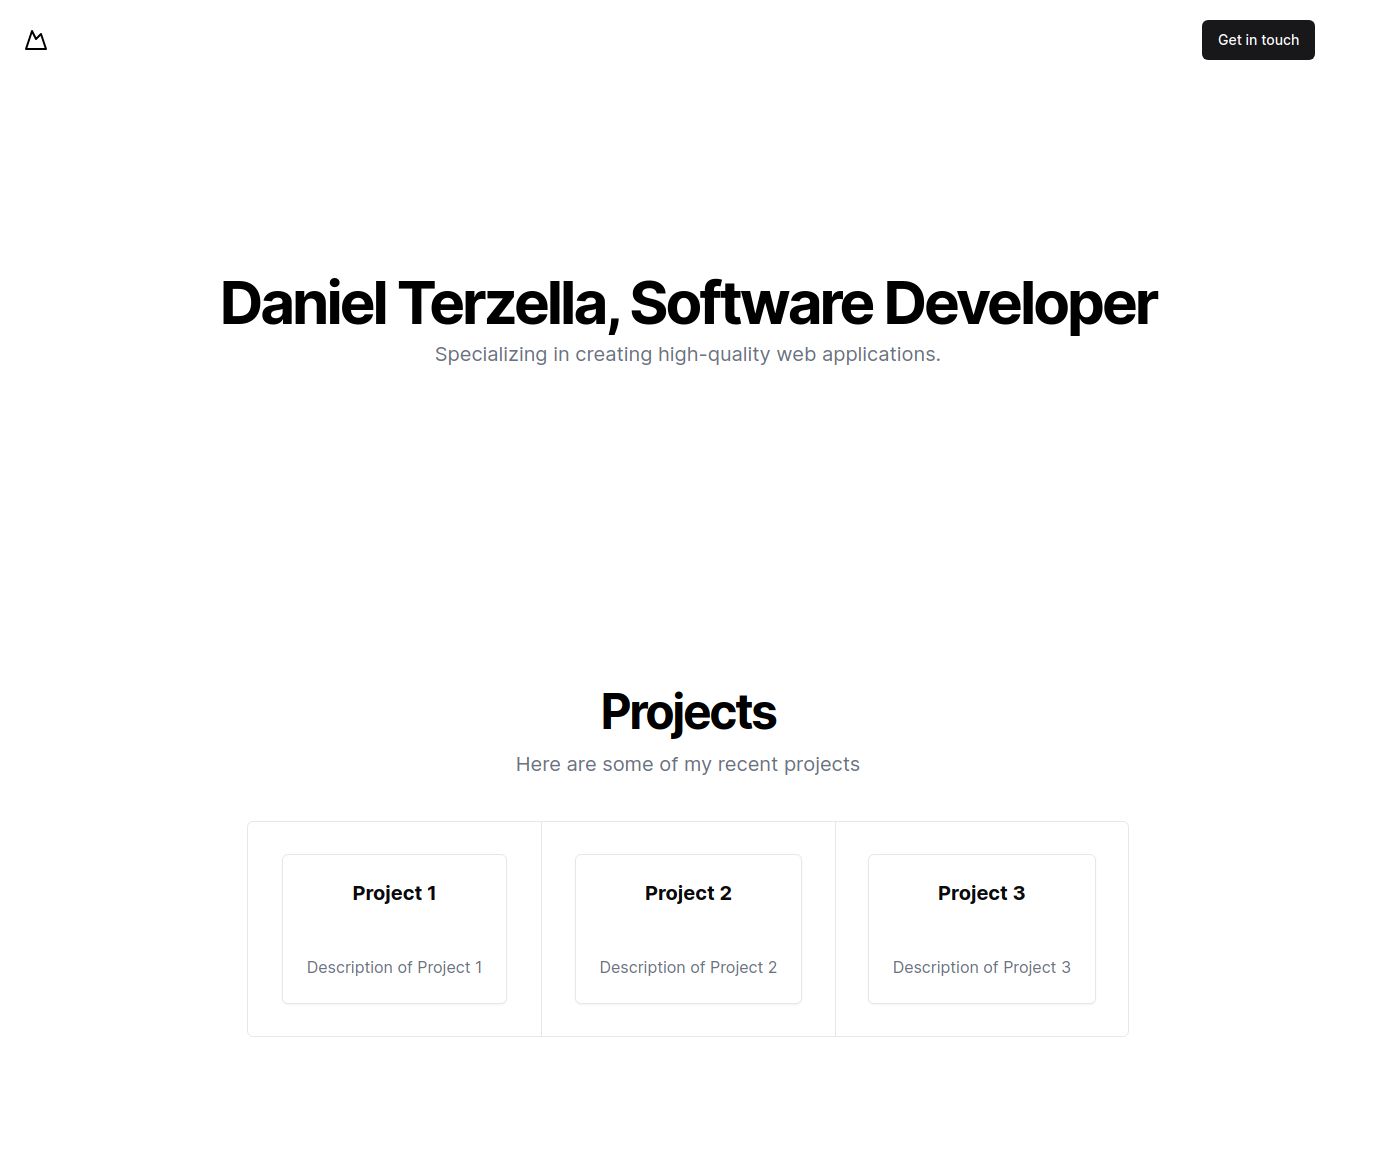 Get in touch
Daniel Terzella, Software Developer
Specializing in creating high-quality web applications.
Projects
Here are some of my recent projects
Project 1
Description of Project 1
Project 2
Description of Project 2
Project 3
Description of Project 3